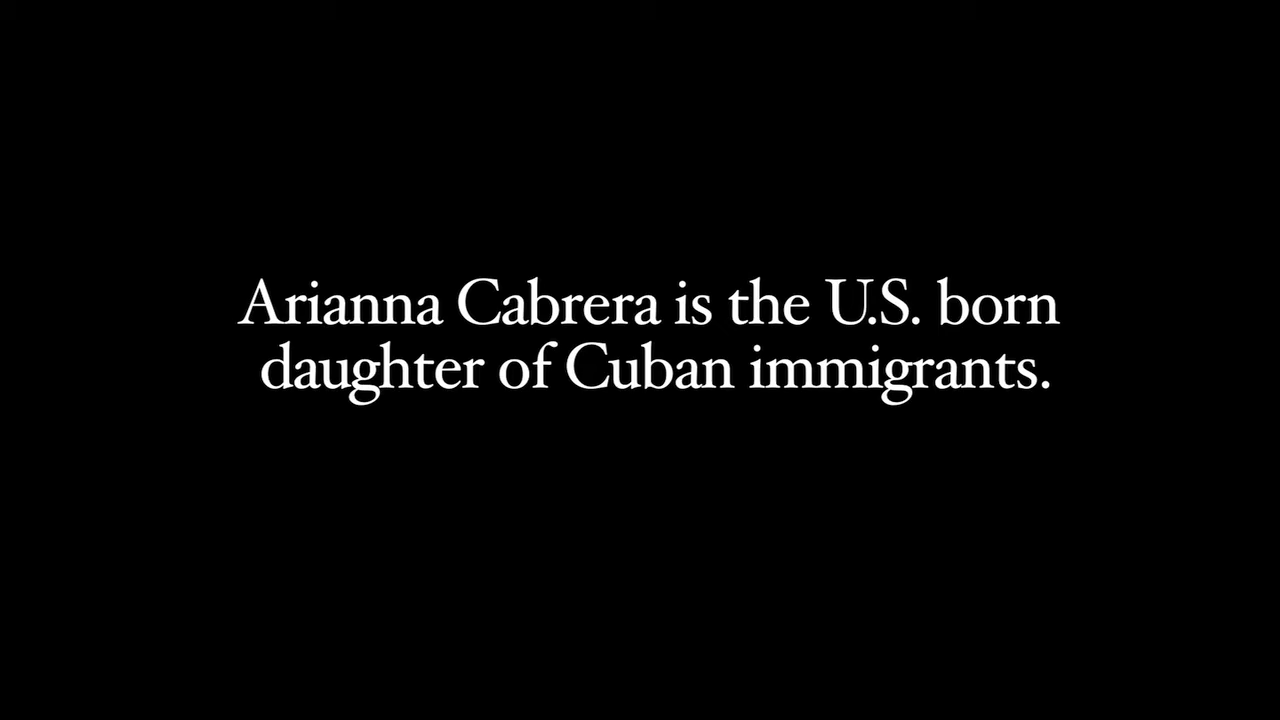 Arianna Cabrera is the U.S. born
daughter of Cuban immigrants.